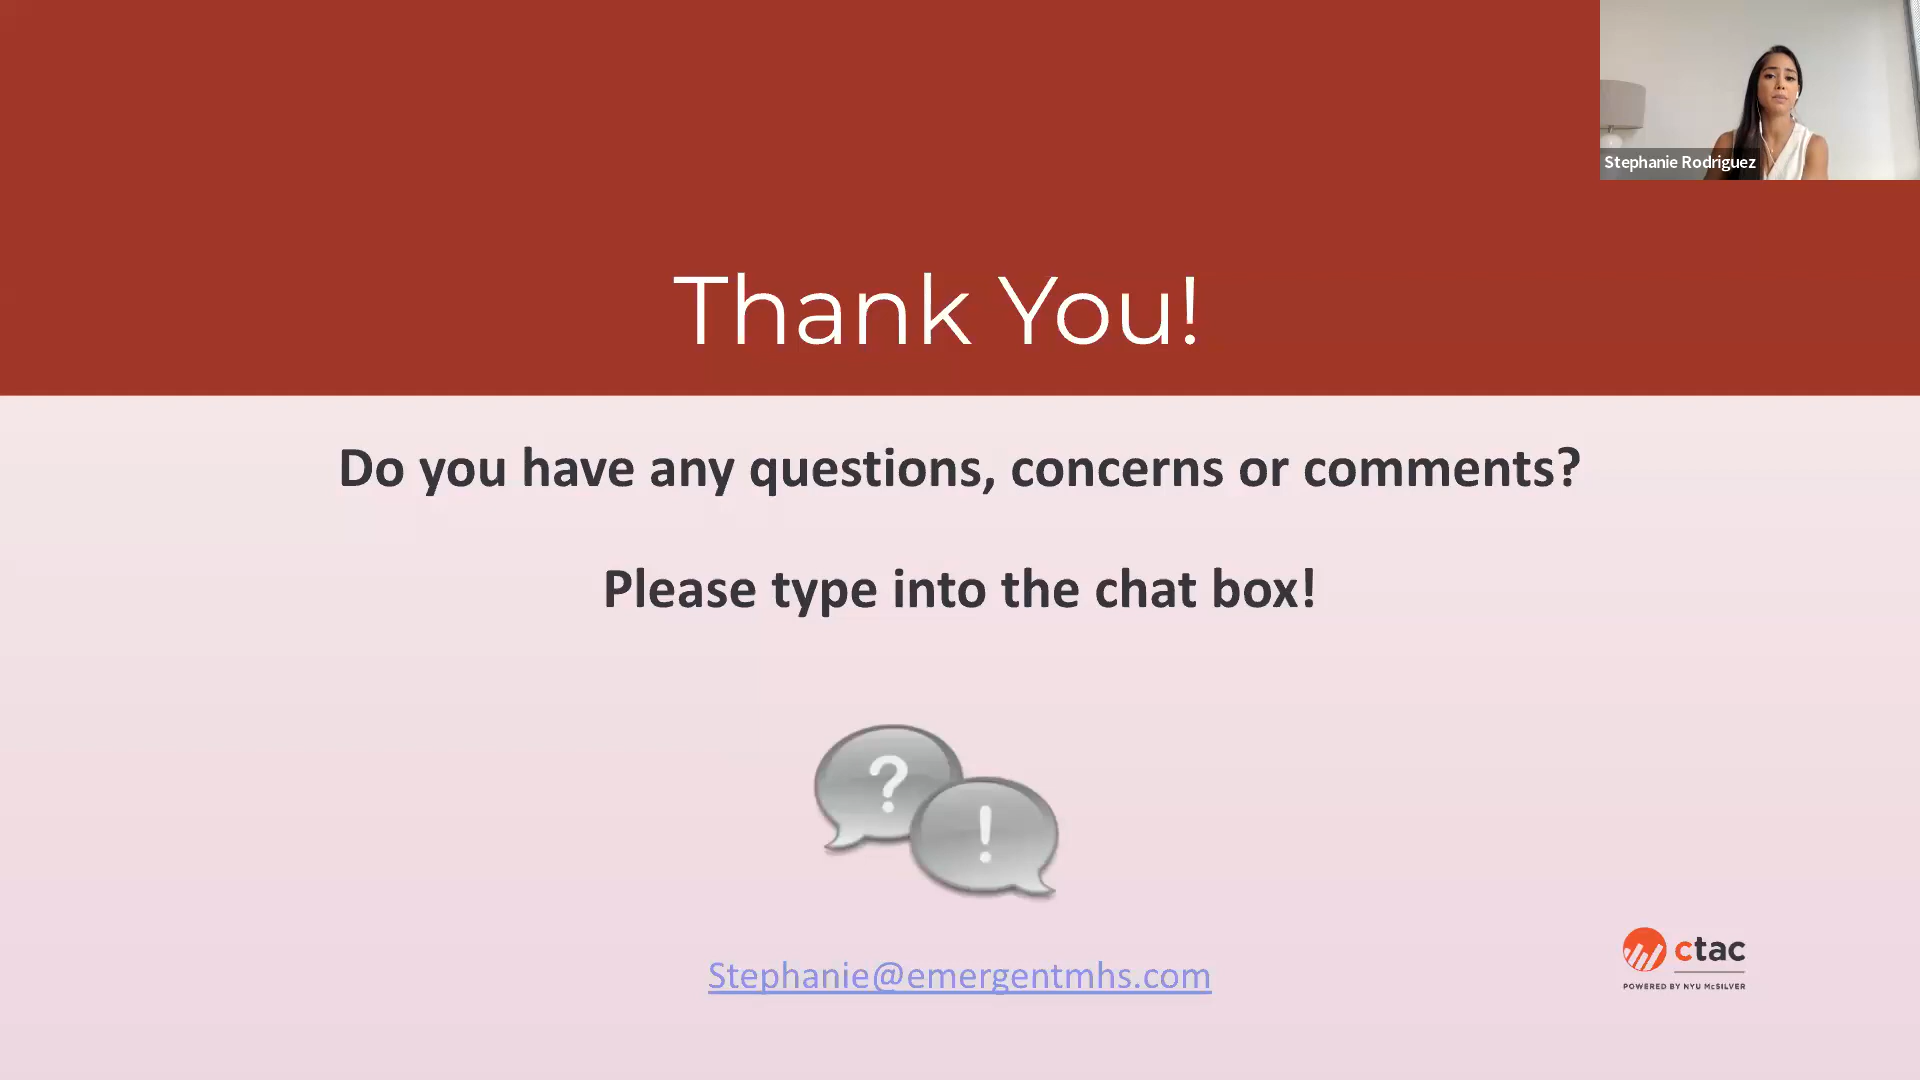 Stephanie Rodriguez
Thank You!
Do you have any questions, concerns or comments?
Please type into the chat box!
?
!
Stephanie@emergentmhs.com
ctac
POWERED BY NYU McSILVER